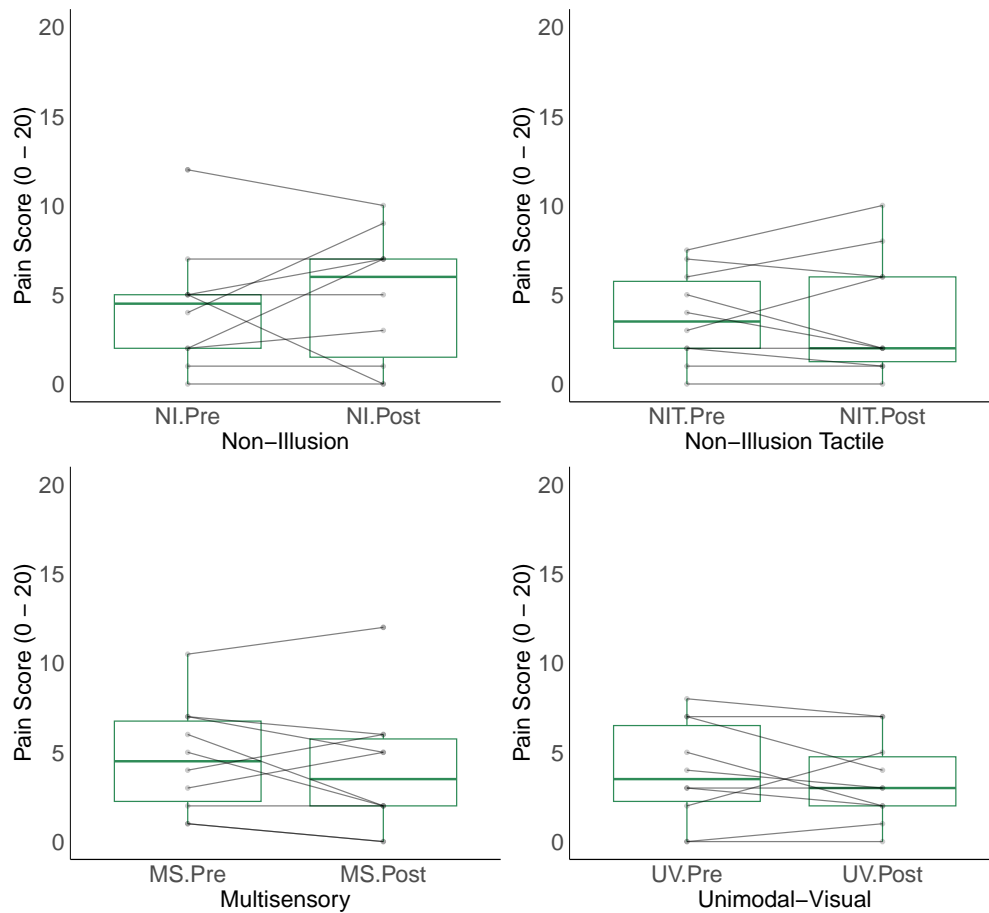 20
15
10
5
0
Pain Score (0 − 20)
NI.Pre NI.Post
Non−Illusion
20
15
10
5
0
Pain Score (0 − 20)
NIT.Pre NIT.Post
Non−Illusion Tactile
20
15
10
5
0
Pain Score (0 − 20)
MS.Pre MS.Post
Multisensory
20
15
10
5
0
Pain Score (0 − 20)
UV.Pre UV.Post
Unimodal−Visual